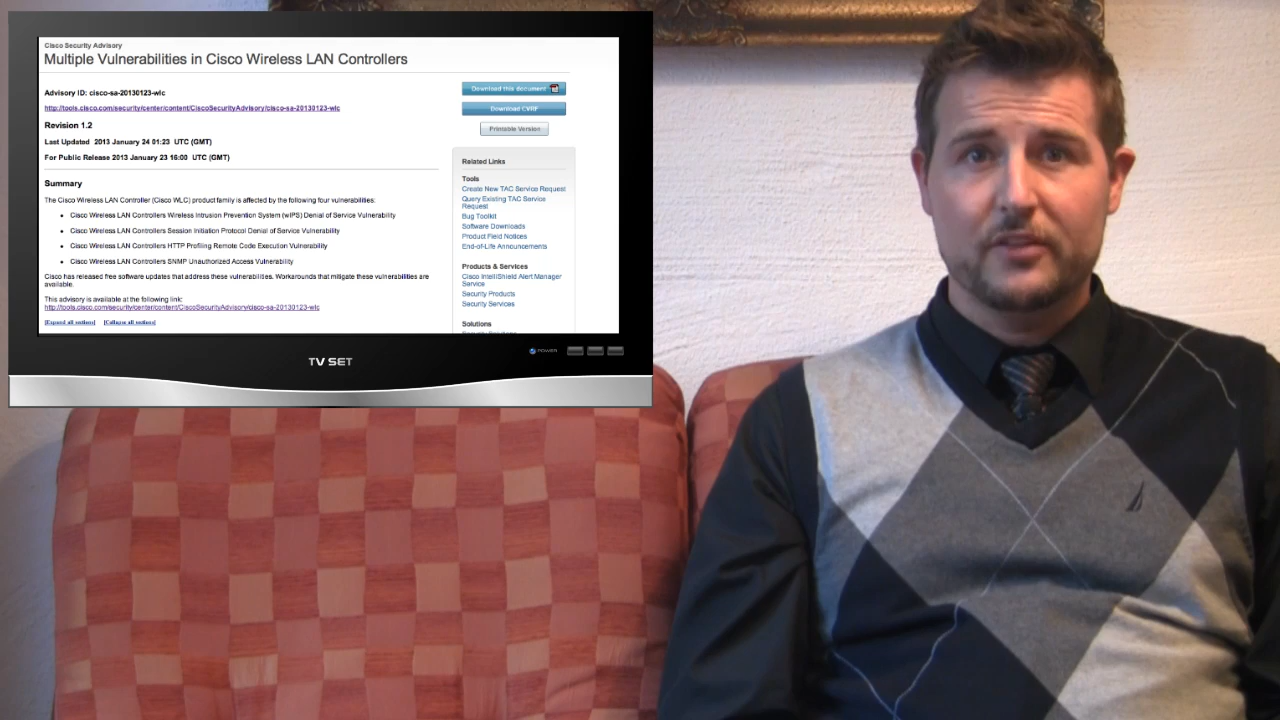 Cisco Security Advisory
Multiple Vulnerabilities in Cisco Wireless LAN Controllers
Advisory ID: cisco-sa-20130123-wlc
http://tools.cisco.com/security/center/content/CiscoSecurityAdvisory/cisco-sa-20130123-wlc
Revision 1.2
Last Updated 2013 January 24 01:23 UTC (GMT)
For Public Release 2013 January 23 16:00 UTC (GMT)
Summary
The Cisco Wireless LAN Controller (Cisco WLC) product family is affected by the following four vulnerabilities:
Cisco Wireless LAN Controllers Wireless Intrusion Prevention System (wIPS) Denial of Service Vulnerability
Cisco Wireless LAN Controllers Session Initiation Protocol Denial of Service Vulnerability
Cisco Wireless LAN Controllers HTTP Profiling Remote Code Execution Vulnerability
Cisco Wireless LAN Controllers SNMP Unauthorized Access Vulnerability
Cisco has released free software updates that address these vulnerabilities. Workarounds that mitigate these vulnerabilities are
available.
This advisory is available at the following link:
http://tools.cisco.com/security/center/content/CiscoSecurityAdvisory/cisco-sa-20130123-wlc
[Expand all sections] [Collapse all sections]
Download this document
Download CVRF
Printable Version
Related Links
Tools
Create New TAC Service Request
Query Existing TAC Service
Request
Bug Toolkit
Software Downloads
Product Field Notices
End-of-Life Announcements
Products & Services
Cisco IntelliShield Alert Manager
Service
Security Products
Security Services
Solutions
POWER
TV SET